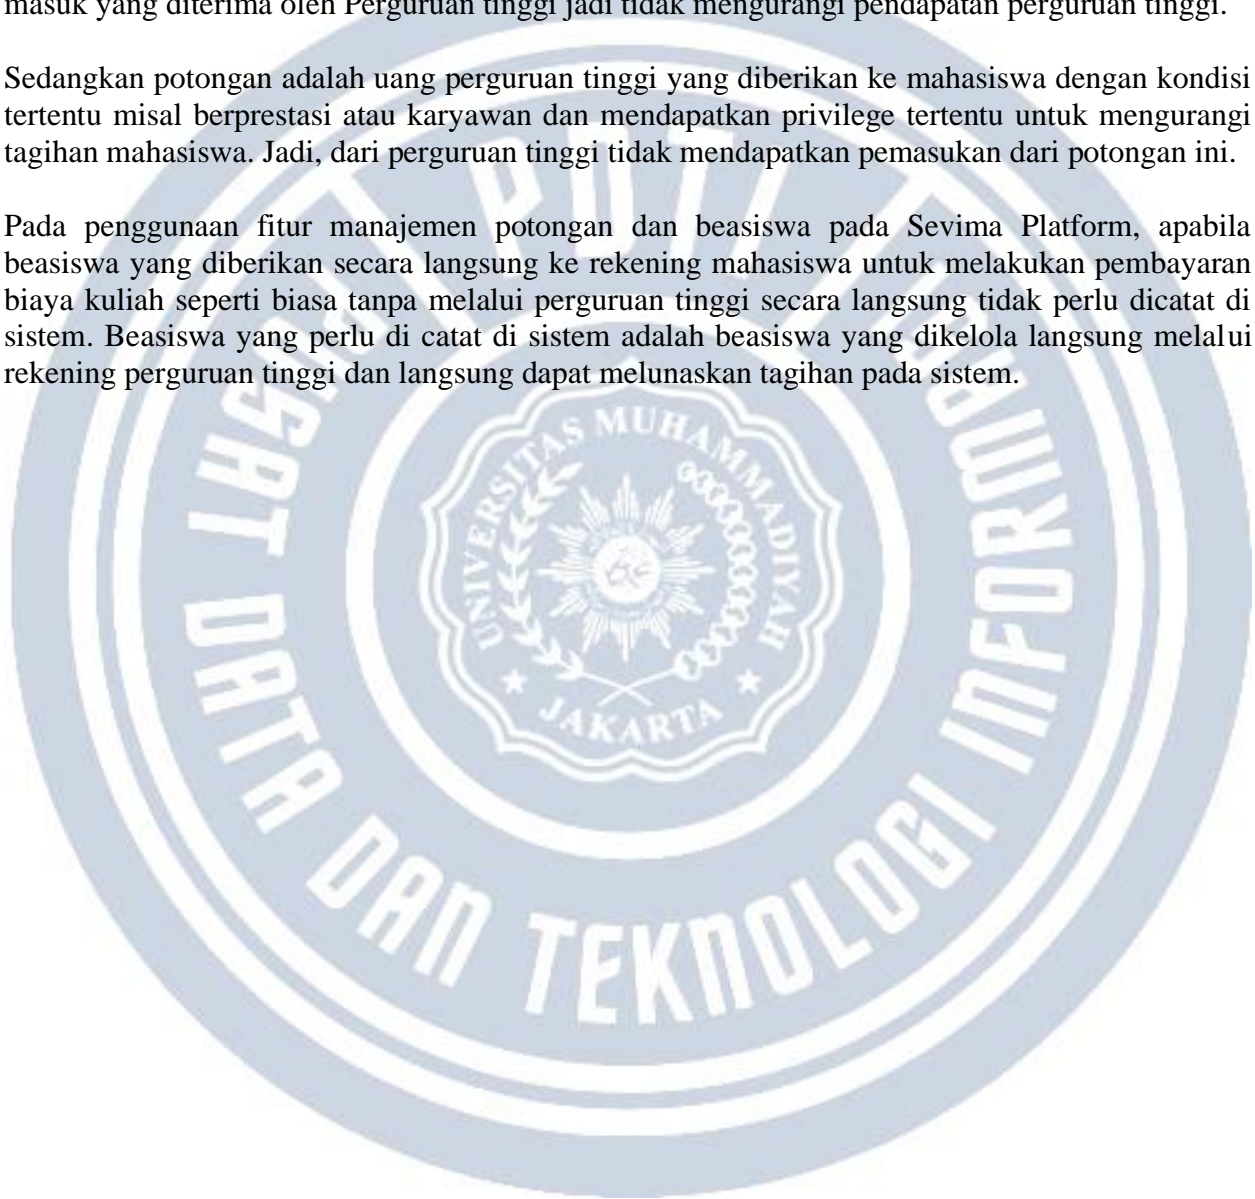 masuk yang diterima oleh Perguruan tinggi jadi tidak mengurangi pendapatan perguruan tinggi.
Sedangkan potongan adalah uang perguruan tinggi yang diberikan ke mahasiswa dengan kondisi
tertentu misal berprestasi atau karyawan dan mendapatkan privilege tertentu untuk mengurangi
tagihan mahasiswa. Jadi, dari perguruan tinggi tidak mendapatkan pemasukan dari potongan ini.
Pada penggunaan fitur manajemen potongan dan beasiswa pada Sevima Platform, apabila
beasiswa yang diberikan secara langsung ke rekening mahasiswa untuk melakukan pembayaran
biaya kuliah seperti biasa tanpa melalui perguruan tinggi secara langsung tidak perlu dicatat di
sistem. Beasiswa yang perlu di catat di sistem adalah beasiswa yang dikelola langsung melalui
rekening perguruan tinggi dan langsung dapat melunaskan tagihan pada sistem.
PUTI
PUSAT DATA DAN TEKNOLOGI INFORMASI
UNIVERSITAS MUHAMMADIYAH
JAKARTA